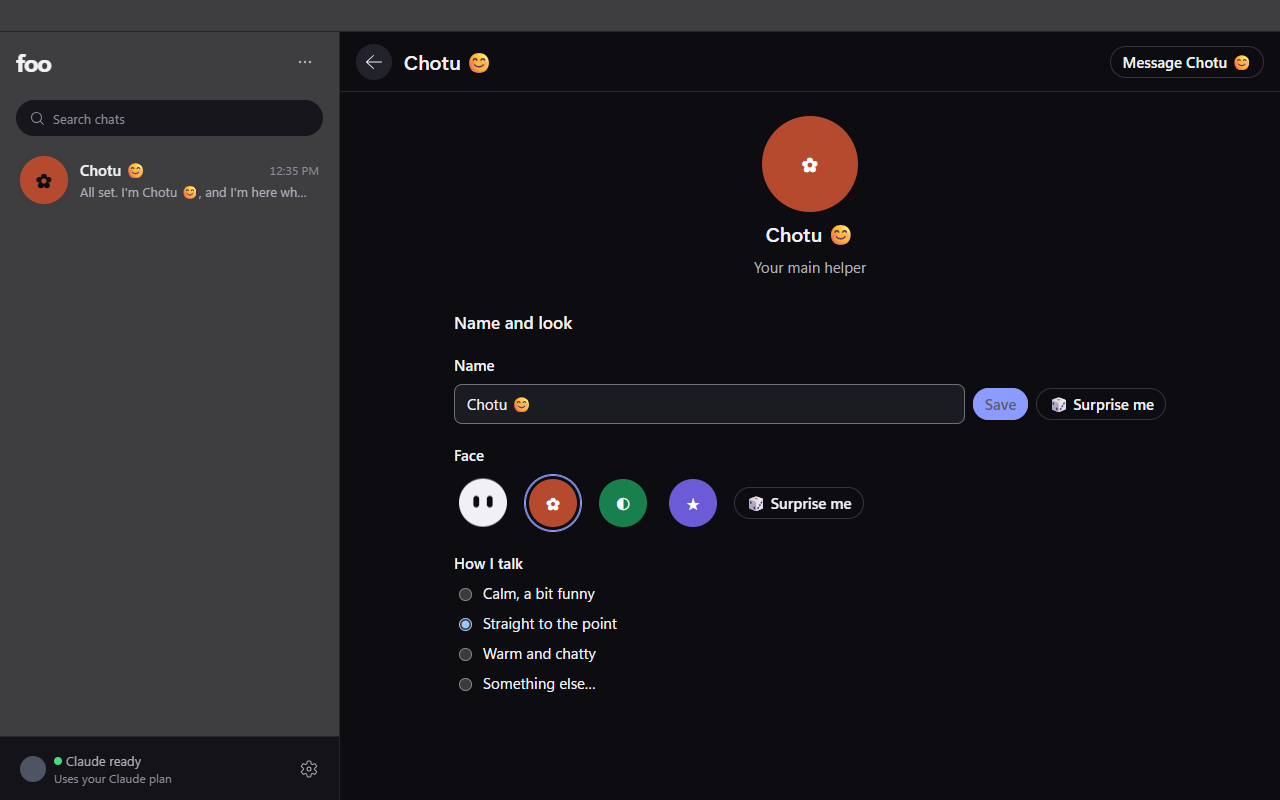 foo
...
Search chats
Chotu 😊
12:35 PM
All set. I'm Chotu 😊, and I'm here wh...
Claude ready
Uses your Claude plan
Chotu 😊
Message Chotu 😊
Chotu 😊
Your main helper
Name and look
Name
Chotu 😊
Save
🎲 Surprise me
Face
🎲 Surprise me
How I talk
Calm, a bit funny
Straight to the point
Warm and chatty
Something else...